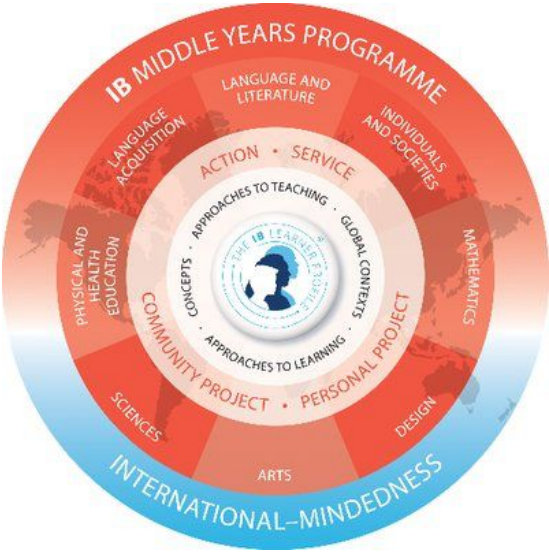 IB MIDDLE YEARS PROGRAMME
LANGUAGE AND
LITERATURE
INDIVIDUALS
AND SOCIETIES
MATHEMATICS
DESIGN
ARTS
SCIENCES
PHYSICAL AND
HEALTH
EDUCATION
LANGUAGE
ACQUISITION
ACTION • SERVICE
PERSONAL PROJECT
COMMUNITY PROJECT •
APPROACHES TO TEACHING ·
GLOBAL CONTEXTS ·
APPROACHES TO LEARNING ·
CONCEPTS ·
THE IB LEARNER PROFILE
INTERNATIONAL–MINDEDNESS